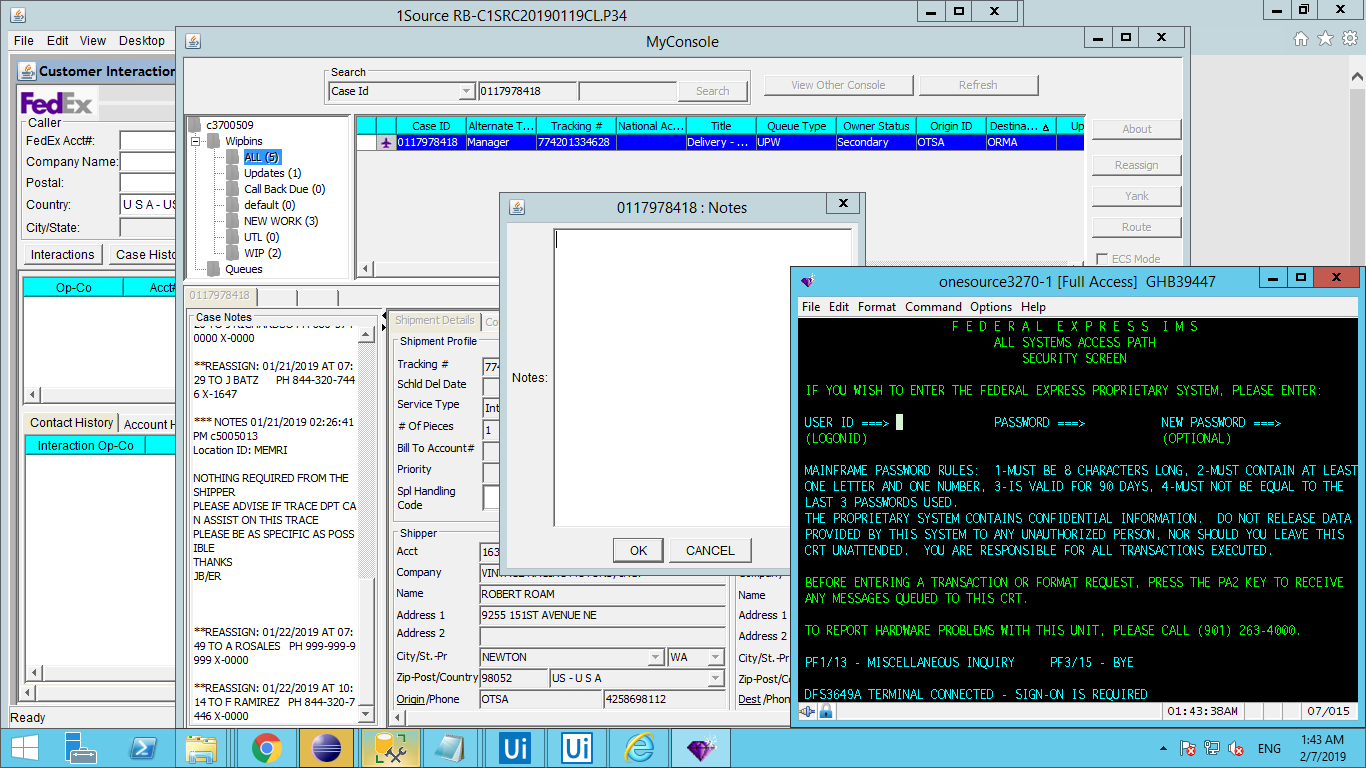 1Source RB-C1SRC20190119CL.P34
File Edit View Desktop
MyConsole
Customer Interaction
FedEx
Caller
FedEx Acct#:
Company Name:
Postal:
Country:
U S A - US
City/State:
Interactions
Case Histo
Op-Co
Acct#
Contact History
Account H
Interaction Op-Co
Ready
Search
Case Id
0117978418
Search
View Other Console
Refresh
c3700509
Wipbins
ALL (5)
Updates (1)
Call Back Due (0)
default (0)
NEW WORK (3)
UTL (0)
WIP (2)
Queues
Case ID Alternate T... Tracking # National Ac... Title Queue Type Owner Status Origin ID Destina... Up
0117978418 Manager 774201334628 Delivery - ... UPW Secondary OTSA ORMA
About
Reassign
Yank
Route
ECS Mode
0117978418
Case Notes
0000 X-0000
**REASSIGN: 01/21/2019 AT 07:
29 TO J BATZ PH 844-320-744
6 X-1647
*** NOTES 01/21/2019 02:26:41
PM c5005013
Location ID: MEMRI
NOTHING REQUIRED FROM THE
SHIPPER
PLEASE ADVISE IF TRACE DPT CA
N ASSIST ON THIS TRACE
PLEASE BE AS SPECIFIC AS POSS
IBLE
THANKS
JB/ER
**REASSIGN: 01/22/2019 AT 07:
49 TO A ROSALES PH 999-999-9
999 X-0000
**REASSIGN: 01/22/2019 AT 10:
14 TO F RAMIREZ PH 844-320-7
446 X-0000
Shipment Details
Co
Shipment Profile
Tracking #
774
Schld Del Date
Service Type
Int
# Of Pieces
1
Bill To Account#
Priority
Spl Handling
Code
Shipper
Acct
163
Company
Name
ROBERT ROAM
Address 1
9255 151ST AVENUE NE
Address 2
City/St.-Pr
NEWTON
WA
Zip-Post/Country
98052
US - U S A
Origin/Phone
OTSA
4258698112
Name
Address 1
Address 2
City/St.-Pr
Zip-Post
Dest /Phone
0117978418 : Notes
Notes:
OK
CANCEL
onesource3270-1 [Full Access] GHB39447
File Edit Format Command Options Help
F E D E R A L E X P R E S S I M S
ALL SYSTEMS ACCESS PATH
SECURITY SCREEN
IF YOU WISH TO ENTER THE FEDERAL EXPRESS PROPRIETARY SYSTEM, PLEASE ENTER:
USER ID ===> PASSWORD ===> NEW PASSWORD ===>
(LOGONID) (OPTIONAL)
MAINFRAME PASSWORD RULES: 1-MUST BE 8 CHARACTERS LONG, 2-MUST CONTAIN AT LEAST
ONE LETTER AND ONE NUMBER, 3-IS VALID FOR 90 DAYS, 4-MUST NOT BE EQUAL TO THE
LAST 3 PASSWORDS USED.
THE PROPRIETARY SYSTEM CONTAINS CONFIDENTIAL INFORMATION. DO NOT RELEASE DATA
PROVIDED BY THIS SYSTEM TO ANY UNAUTHORIZED PERSON, NOR SHOULD YOU LEAVE THIS
CRT UNATTENDED. YOU ARE RESPONSIBLE FOR ALL TRANSACTIONS EXECUTED.
BEFORE ENTERING A TRANSACTION OR FORMAT REQUEST, PRESS THE PA2 KEY TO RECEIVE
ANY MESSAGES QUEUED TO THIS CRT.
TO REPORT HARDWARE PROBLEMS WITH THIS UNIT, PLEASE CALL (901) 263-4000.
PF1/13 - MISCELLANEOUS INQUIRY PF3/15 - BYE
DFS3649A TERMINAL CONNECTED - SIGN-ON IS REQUIRED
01:43:38AM
07/015
Ui
Ui
ENG
1:43 AM
2/7/2019